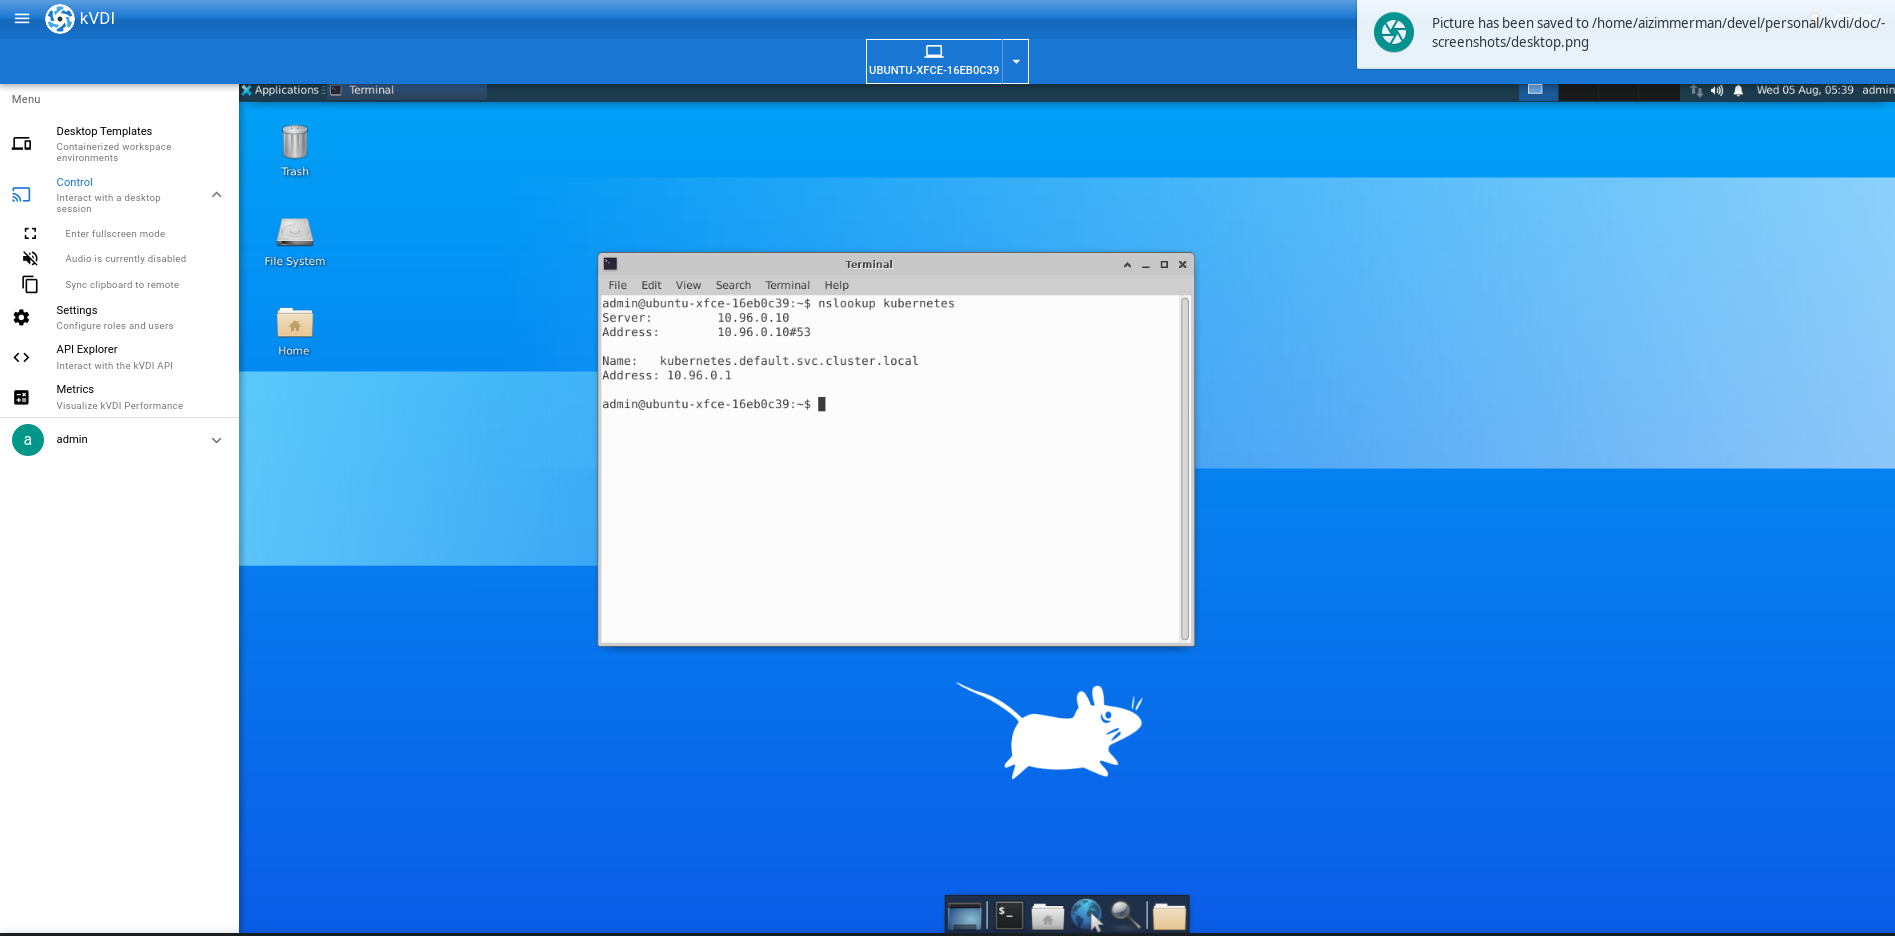 kVDI
UBUNTU-XFCE-16EB0C39
Picture has been saved to /home/aizimmerman/devel/personal/kvdi/doc/-
screenshots/desktop.png
Menu
Desktop Templates
Containerized workspace
environments
Control
Interact with a desktop
session
Enter fullscreen mode
Audio is currently disabled
Sync clipboard to remote
Settings
Configure roles and users
API Explorer
Interact with the kVDI API
Metrics
Visualize kVDI Performance
a
admin
Applications
Terminal
Wed 05 Aug, 05:39
admin
Trash
File System
Home
Terminal
File Edit View Search Terminal Help
admin@ubuntu-xfce-16eb0c39:~$ nslookup kubernetes
Server:         10.96.0.10
Address:        10.96.0.10#53
Name:   kubernetes.default.svc.cluster.local
Address: 10.96.0.1
admin@ubuntu-xfce-16eb0c39:~$
$_